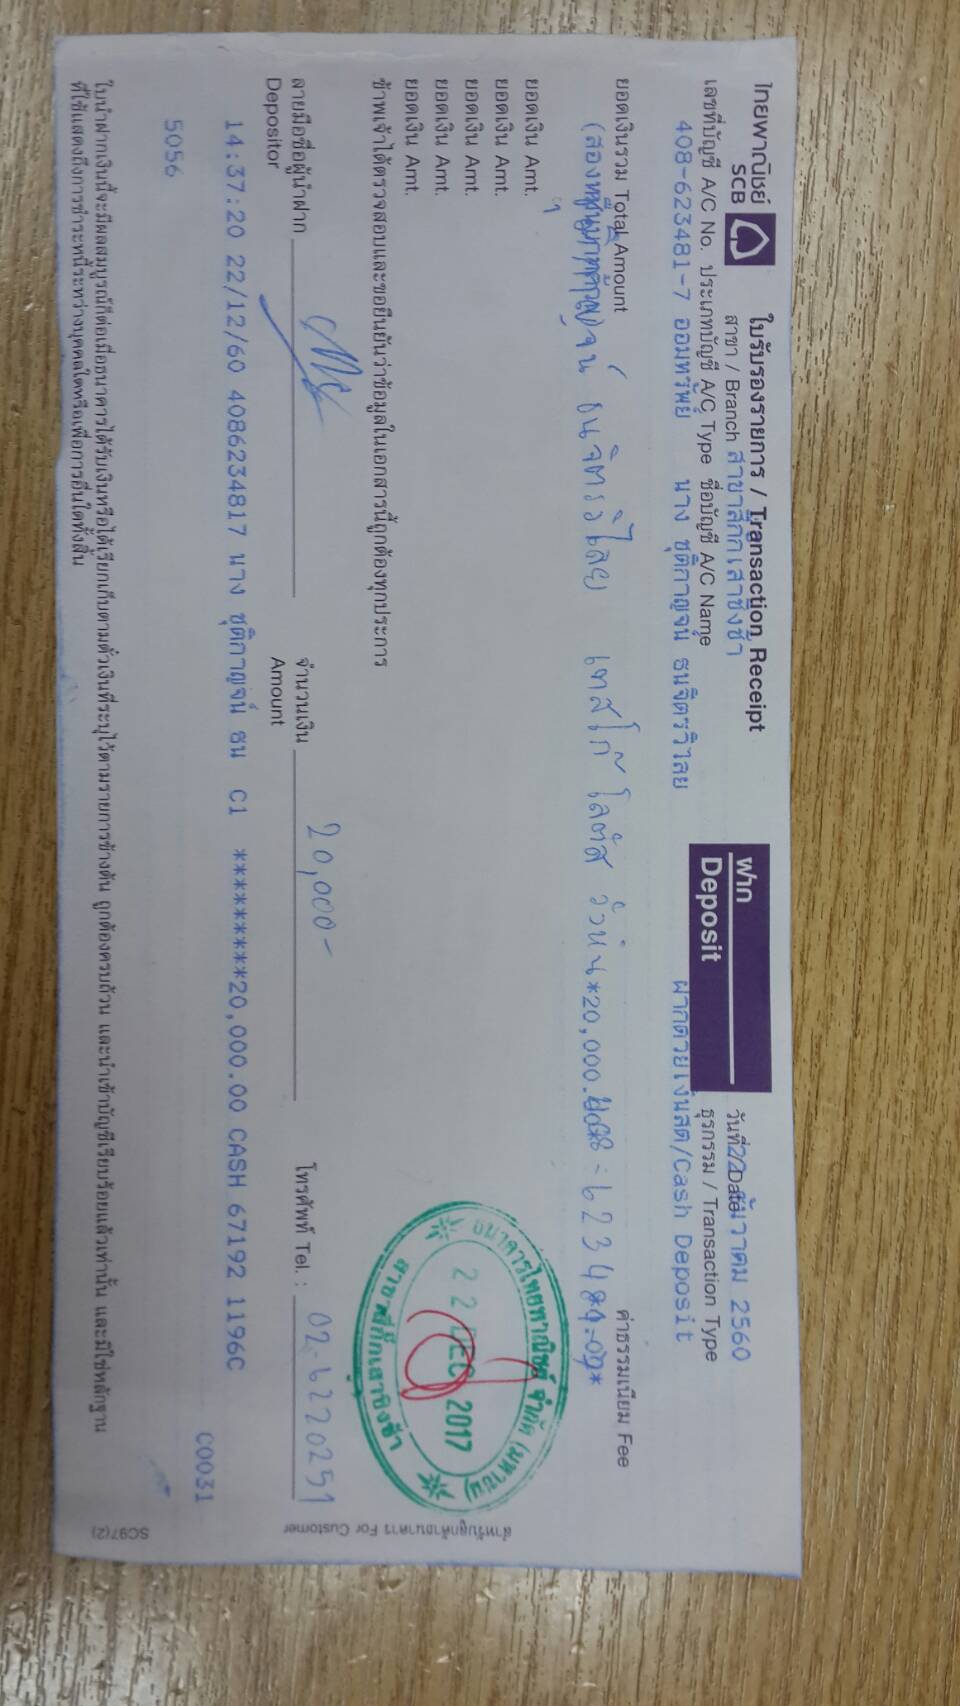 ไทยพาณิชย์
SCB
ใบรับรองรายการ / Transaction Receipt
ฝาก
Deposit
วันที่ 22 Date ธันวาคม 2560
สาขา / Branch สาขาสี่กั๊กเสาชิงช้า
ธุรกรรม / Transaction Type
เลขที่บัญชี A/C No. ประเภทบัญชี A/C Type ชื่อบัญชี A/C Name
ฝากด้วยเงินสด/Cash Deposit
408-623481-7 ออมทรัพย์ นาง ชุติกาญจน์ ธนจิตรวิไลย
ยอดเงินรวม Total Amount
ค่าธรรมเนียม Fee
(สองหมื่นบาทถ้วน) ธนจิตรวิไลย เทสโก้ โลตัส *20,000.00*
ยอดเงิน Amt.
ยอดเงิน Amt.
ยอดเงิน Amt.
ยอดเงิน Amt.
ยอดเงิน Amt.
ข้าพเจ้าได้ตรวจสอบและขอยืนยันว่าข้อมูลในเอกสารนี้ถูกต้องทุกประการ
ธนาคารไทยพาณิชย์ จำกัด (มหาชน)
22 DEC 2017
สาขาสี่กั๊กเสาชิงช้า
ลายมือชื่อผู้นำฝาก
Depositor
จำนวนเงิน 20,000-
Amount
โทรศัพท์ Tel. : 02-6220251
14:37:20 22/12/60 4086234817 นาง ชุติกาญจน์ ธน C1 *********20,000.00 CASH 67192 1196C
C0031
5056
ใบนำฝากเงินนี้จะมีผลสมบูรณ์ก็ต่อเมื่อธนาคารได้รับเงินหรือได้เรียกเก็บตามตั๋วเงินที่ระบุไว้ตามรายการข้างต้น ถูกต้องครบถ้วน และนำเข้าบัญชีเรียบร้อยแล้วเท่านั้น และมิใช่หลักฐาน
ที่ใช้แสดงถึงการชำระหนี้ระหว่างบุคคลใดหรือเพื่อการอื่นใดทั้งสิ้น
สำหรับลูกค้าธนาคาร For Customer
SC97(2)